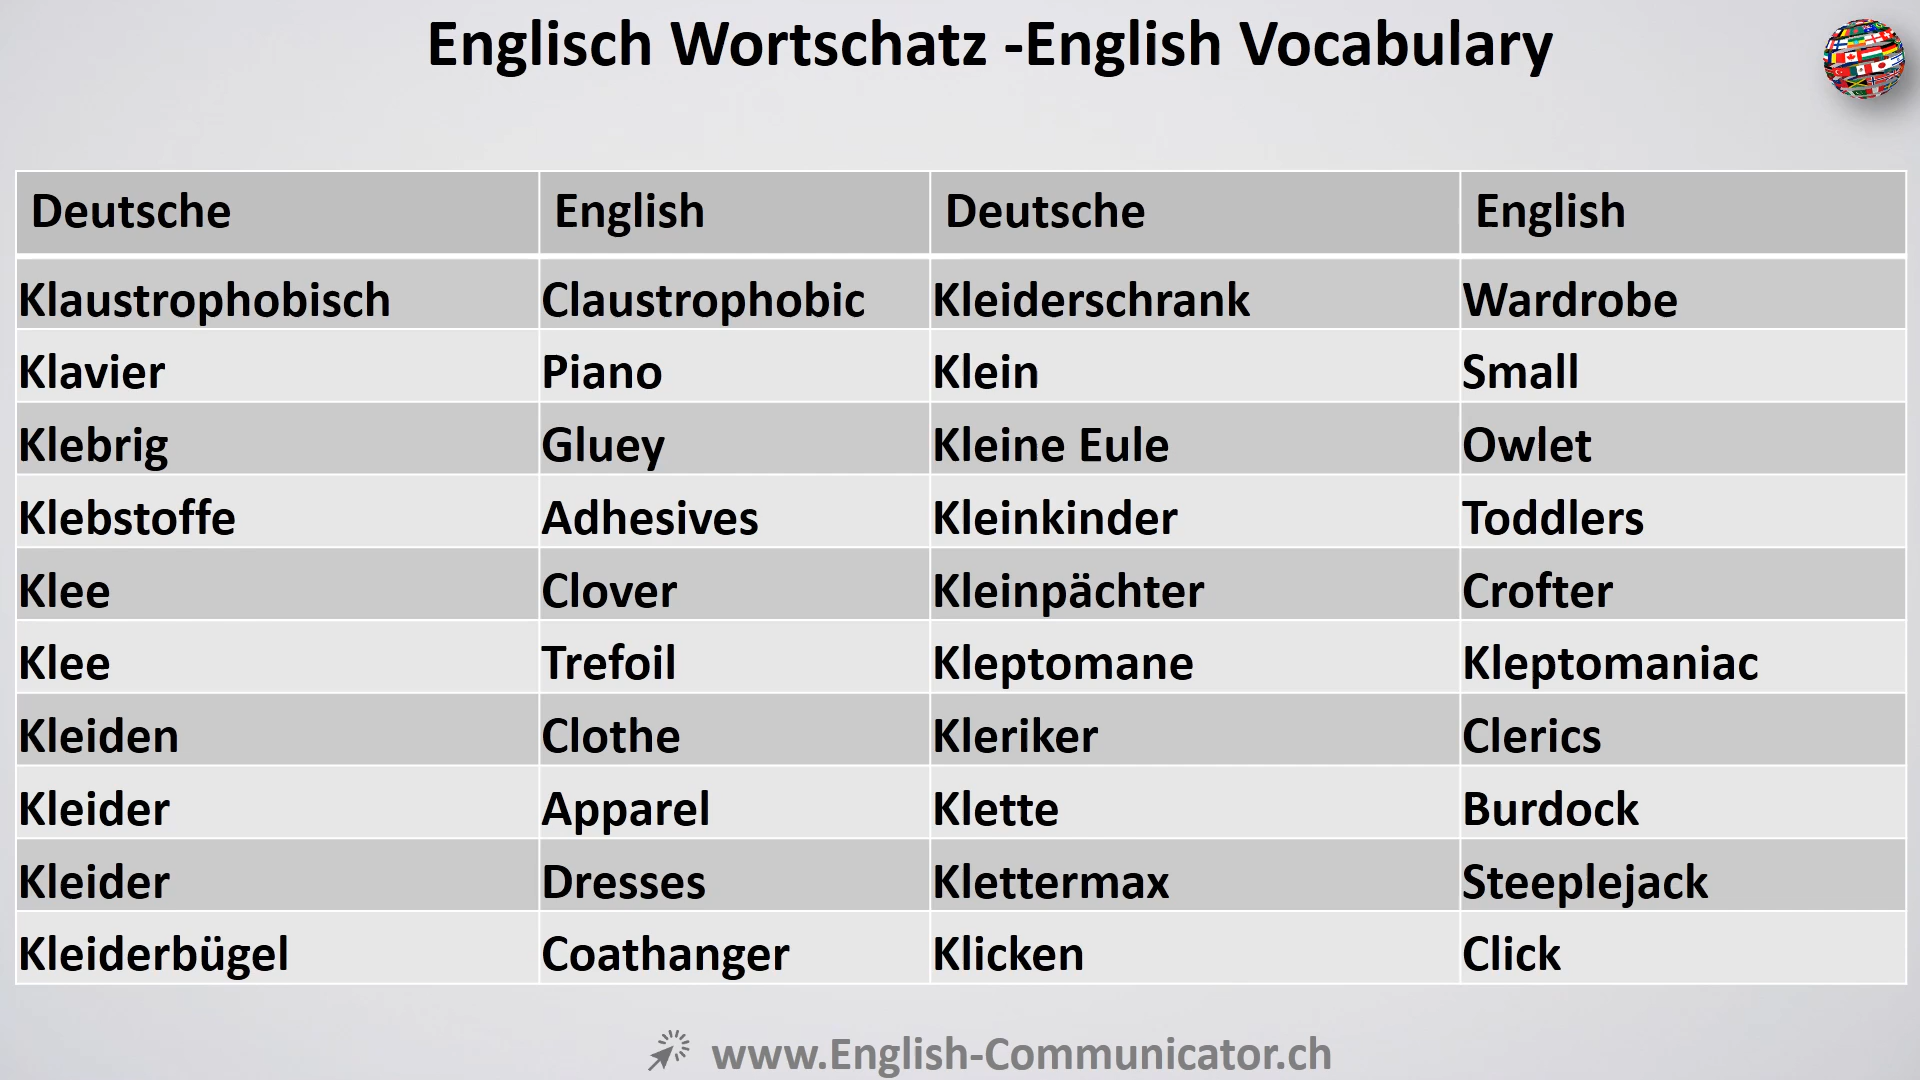 Englisch Wortschatz -English Vocabulary
Deutsche English Deutsche English
Klaustrophobisch Claustrophobic Kleiderschrank Wardrobe
Klavier Piano Klein Small
Klebrig Gluey Kleine Eule Owlet
Klebstoffe Adhesives Kleinkinder Toddlers
Klee Clover Kleinpächter Crofter
Klee Trefoil Kleptomane Kleptomaniac
Kleiden Clothe Kleriker Clerics
Kleider Apparel Klette Burdock
Kleider Dresses Klettermax Steeplejack
Kleiderbügel Coathanger Klicken Click
www.English-Communicator.ch